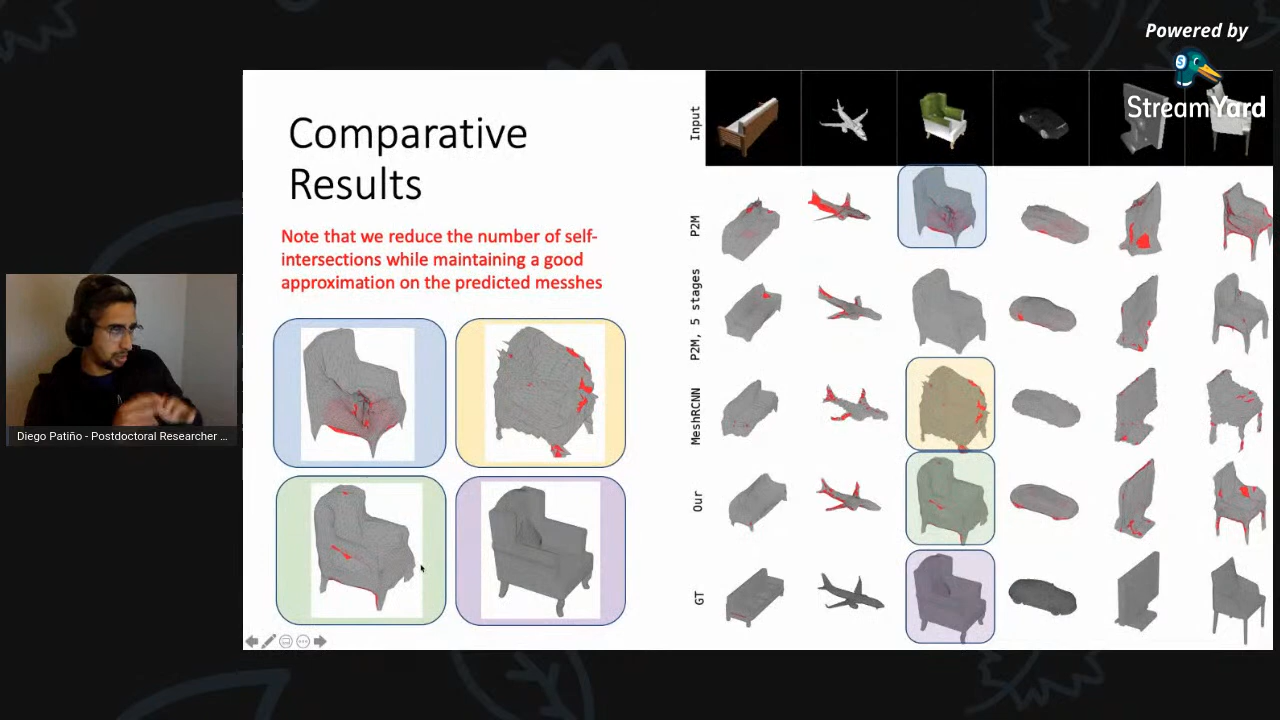 Powered by
StreamYard
Comparative
Results
Note that we reduce the number of self-
intersections while maintaining a good
approximation on the predicted messhes
Input
P2M
P2M, 5 stages
MeshRCNN
Our
GT
Diego Patiño - Postdoctoral Researcher ...